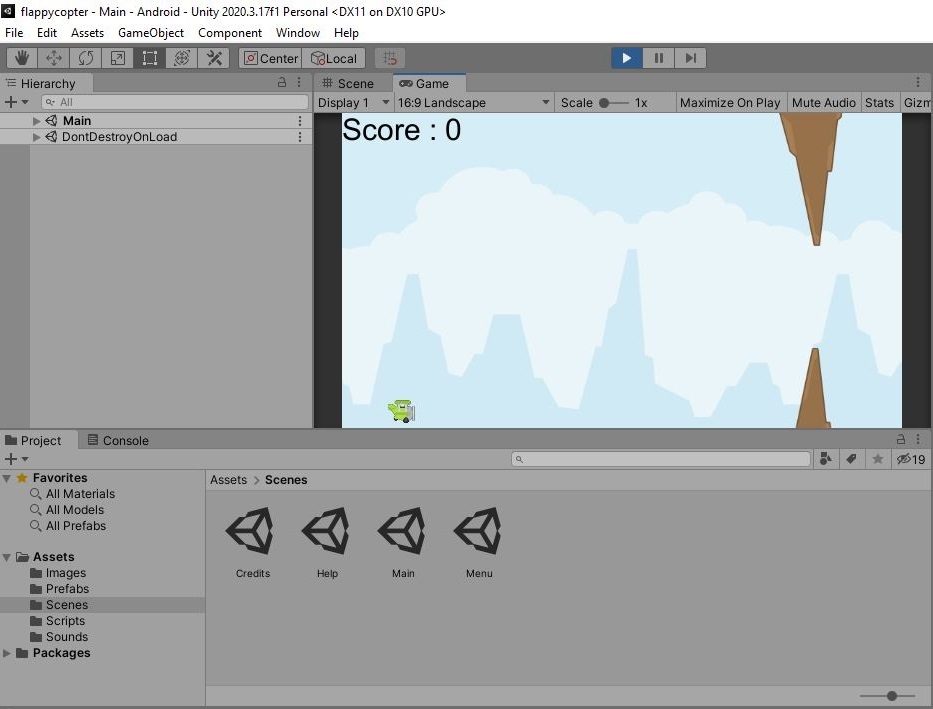 flappycopter - Main - Android - Unity 2020.3.17f1 Personal <DX11 on DX10 GPU>
File Edit Assets GameObject Component Window Help
Center Local
Hierarchy
All
Main
DontDestroyOnLoad
Scene Game
Display 1 16:9 Landscape Scale 1x Maximize On Play Mute Audio Stats Gizm
Score : 0
Project Console
19
Favorites
All Materials
All Models
All Prefabs
Assets
Images
Prefabs
Scenes
Scripts
Sounds
Packages
Assets > Scenes
Credits Help Main Menu